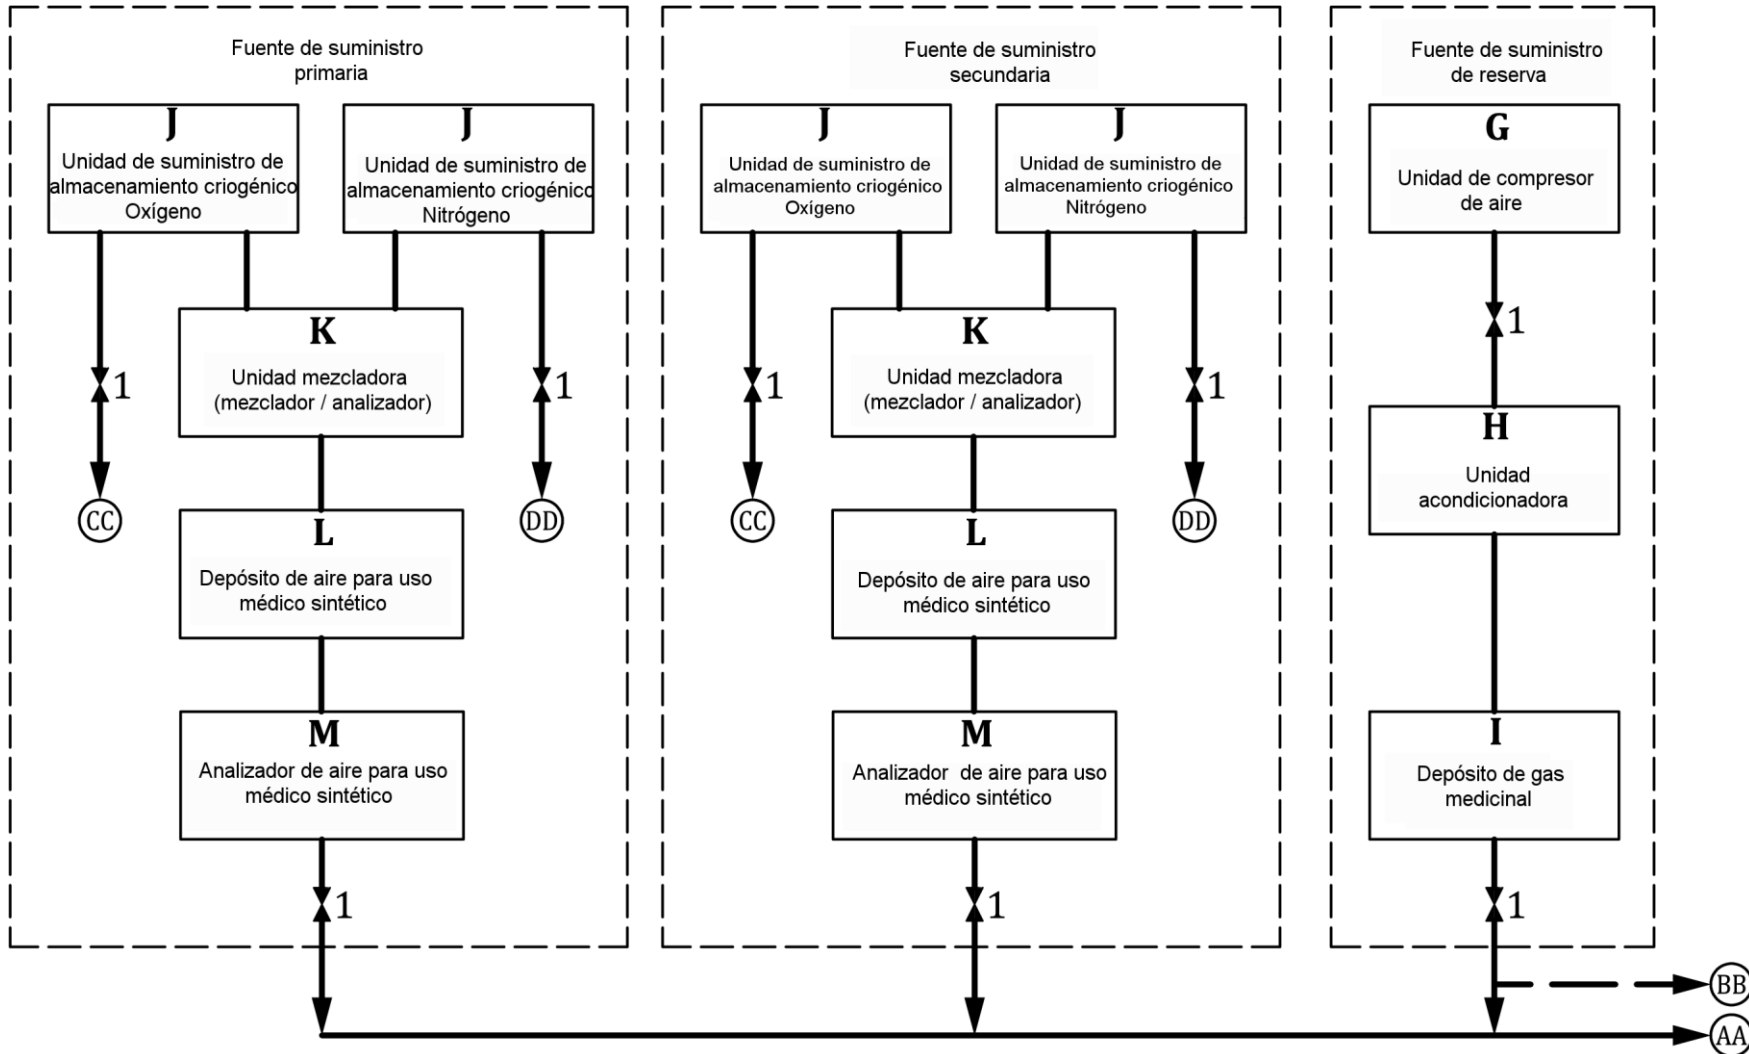 Fuente de suministro
primaria
J
Unidad de suministro de
almacenamiento criogénico
Oxígeno
J
Unidad de suministro de
almacenamiento criogénico
Nitrógeno
K
Unidad mezcladora
(mezclador / analizador)
1
1
CC
DD
L
Depósito de aire para uso
médico sintético
M
Analizador de aire para uso
médico sintético
1
Fuente de suministro
secundaria
J
Unidad de suministro de
almacenamiento criogénico
Oxígeno
J
Unidad de suministro de
almacenamiento criogénico
Nitrógeno
K
Unidad mezcladora
(mezclador / analizador)
1
1
CC
DD
L
Depósito de aire para uso
médico sintético
M
Analizador de aire para uso
médico sintético
1
Fuente de suministro
de reserva
G
Unidad de compresor
de aire
1
H
Unidad
acondicionadora
I
Depósito de gas
medicinal
1
BB
AA